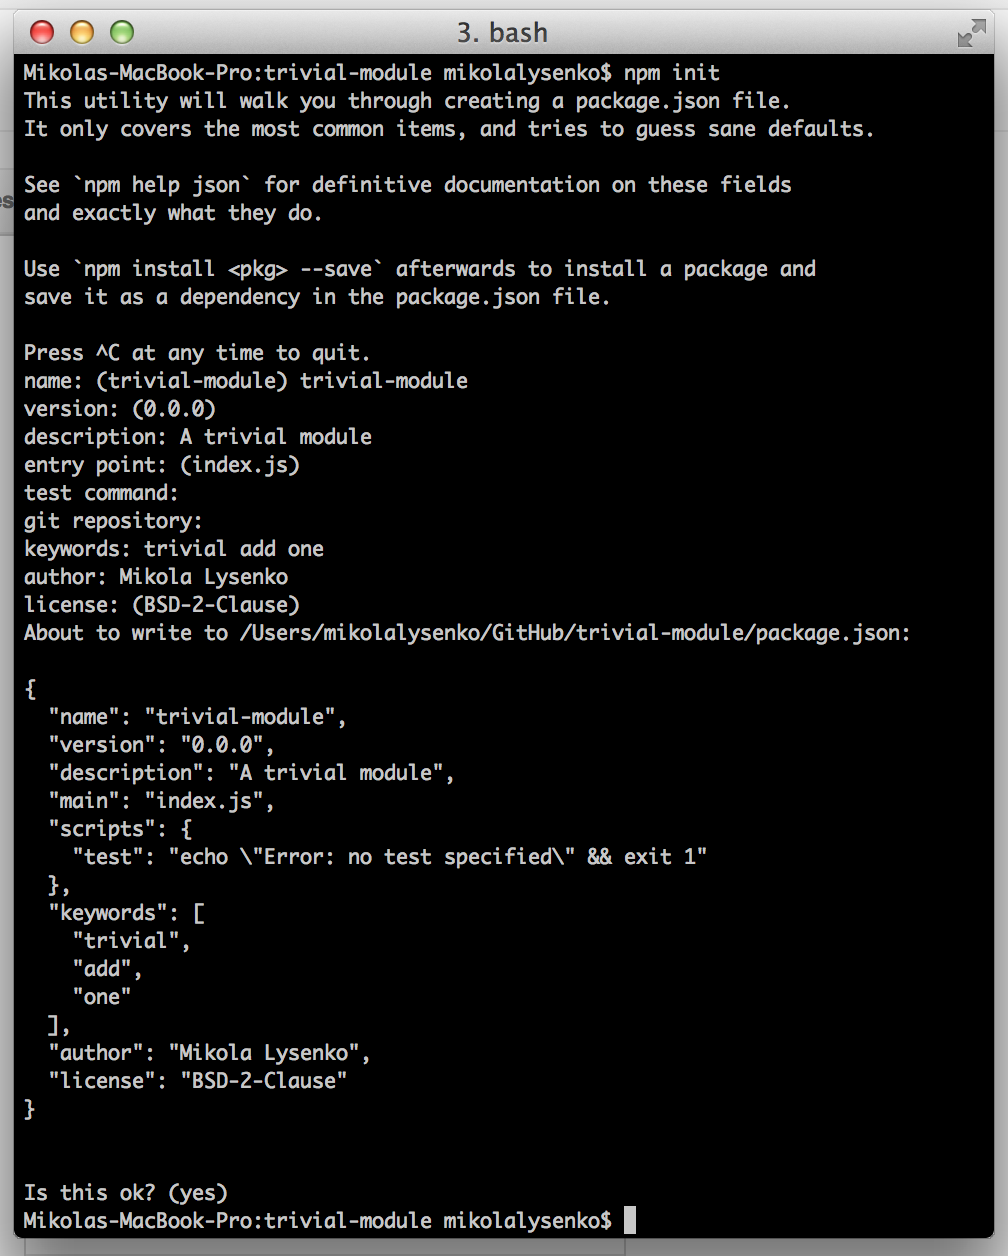 3. bash
Mikolas-MacBook-Pro:trivial-module mikolalysenko$ npm init
This utility will walk you through creating a package.json file.
It only covers the most common items, and tries to guess sane defaults.
See `npm help json` for definitive documentation on these fields
and exactly what they do.
Use `npm install <pkg> --save` afterwards to install a package and
save it as a dependency in the package.json file.
Press ^C at any time to quit.
name: (trivial-module) trivial-module
version: (0.0.0)
description: A trivial module
entry point: (index.js)
test command:
git repository:
keywords: trivial add one
author: Mikola Lysenko
license: (BSD-2-Clause)
About to write to /Users/mikolalysenko/GitHub/trivial-module/package.json:
{
  "name": "trivial-module",
  "version": "0.0.0",
  "description": "A trivial module",
  "main": "index.js",
  "scripts": {
    "test": "echo \"Error: no test specified\" && exit 1"
  },
  "keywords": [
    "trivial",
    "add",
    "one"
  ],
  "author": "Mikola Lysenko",
  "license": "BSD-2-Clause"
}
Is this ok? (yes)
Mikolas-MacBook-Pro:trivial-module mikolalysenko$